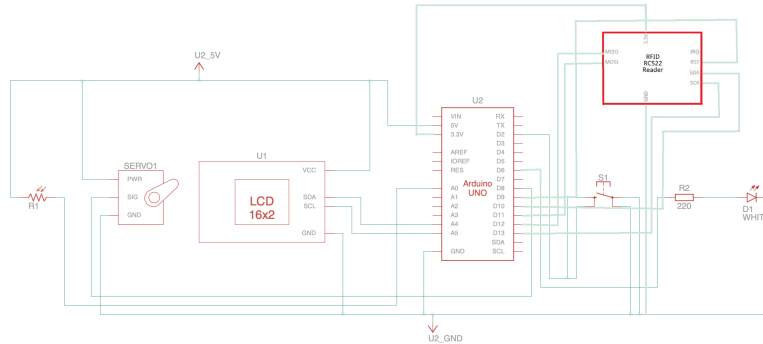 U2_5V
SERVO1
PWR
SIG
GND
R1
U1
LCD
16x2
VCC
SDA
SCL
GND
U2
Arduino
UNO
VIN
5V
3.3V
AREF
IOREF
RES
A0
A1
A2
A3
A4
A5
GND
RX
TX
D2
D3
D4
D5
D6
D7
D8
D9
D10
D11
D12
D13
SDA
SCL
RFID
RC522
Reader
3.3V
MISO
MOSI
IRQ
RST
SDA
SCK
GND
S1
R2
220
D1
WHIT
U2_GND